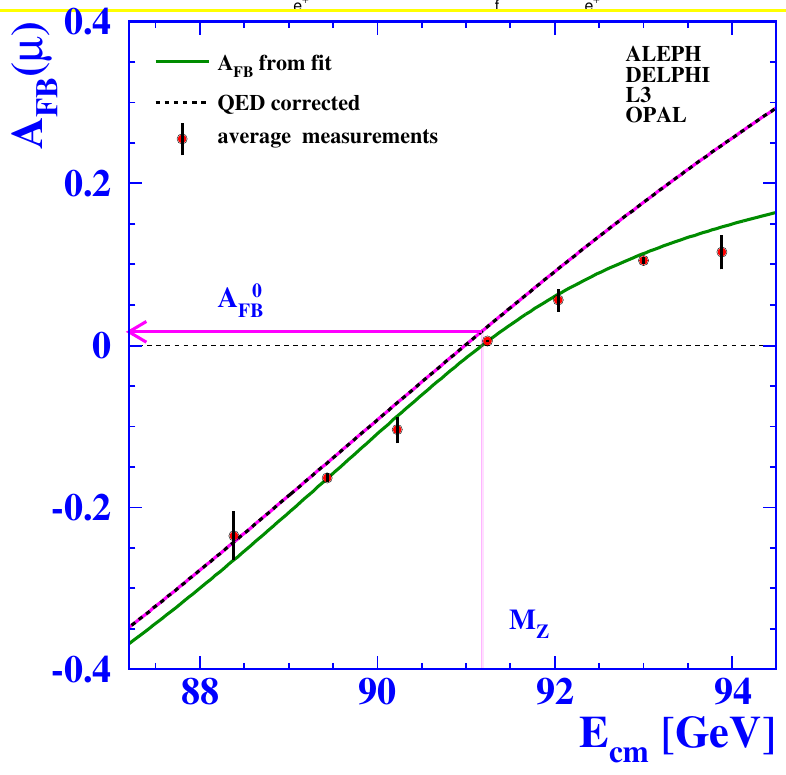 e+ f e+
A_FB(μ)
0.4
0.2
0
-0.2
-0.4
A_FB from fit
QED corrected
average measurements
ALEPH
DELPHI
L3
OPAL
A_FB^0
M_Z
88 90 92 94
E_cm [GeV]